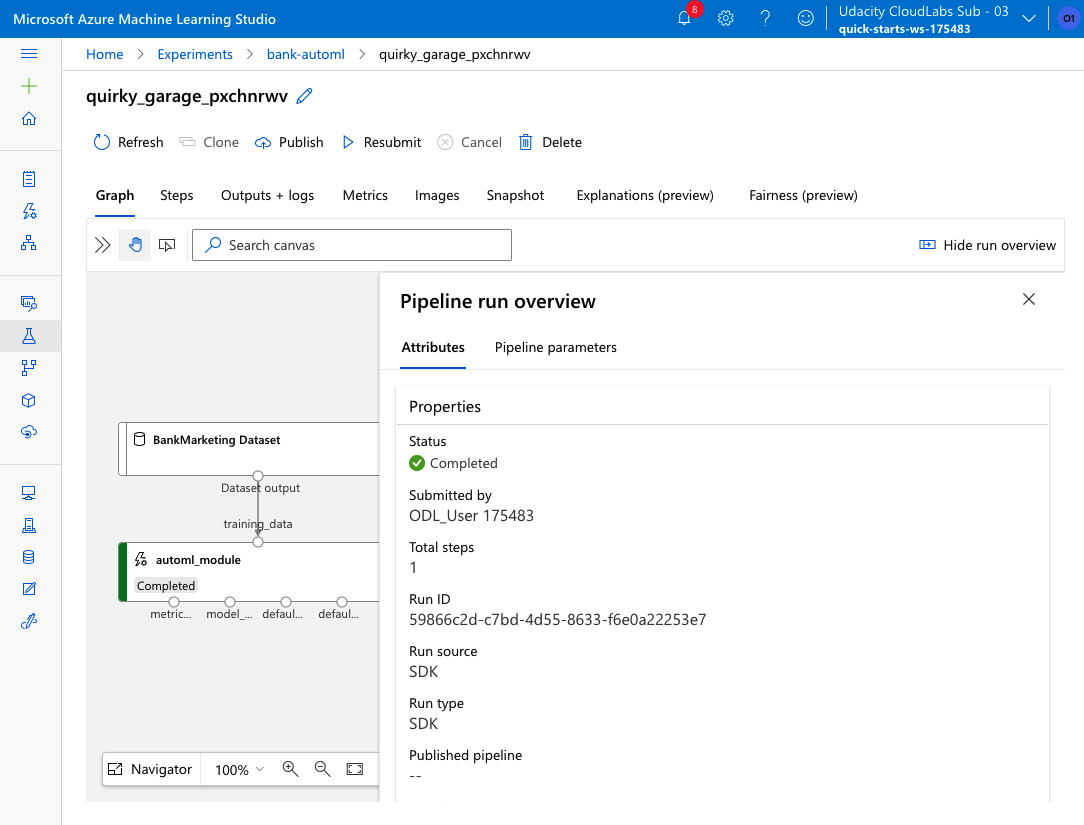 Microsoft Azure Machine Learning Studio
8
Udacity CloudLabs Sub - 03
quick-starts-ws-175483
O1
Home > Experiments > bank-automl > quirky_garage_pxchnrwv
quirky_garage_pxchnrwv
Refresh Clone Publish Resubmit Cancel Delete
Graph Steps Outputs + logs Metrics Images Snapshot Explanations (preview) Fairness (preview)
Search canvas
Hide run overview
BankMarketing Dataset
Dataset output
training_data
automl_module
Completed
metric... model_... defaul... defaul...
Navigator 100%
Pipeline run overview
Attributes Pipeline parameters
Properties
Status
Completed
Submitted by
ODL_User 175483
Total steps
1
Run ID
59866c2d-c7bd-4d55-8633-f6e0a22253e7
Run source
SDK
Run type
SDK
Published pipeline
--